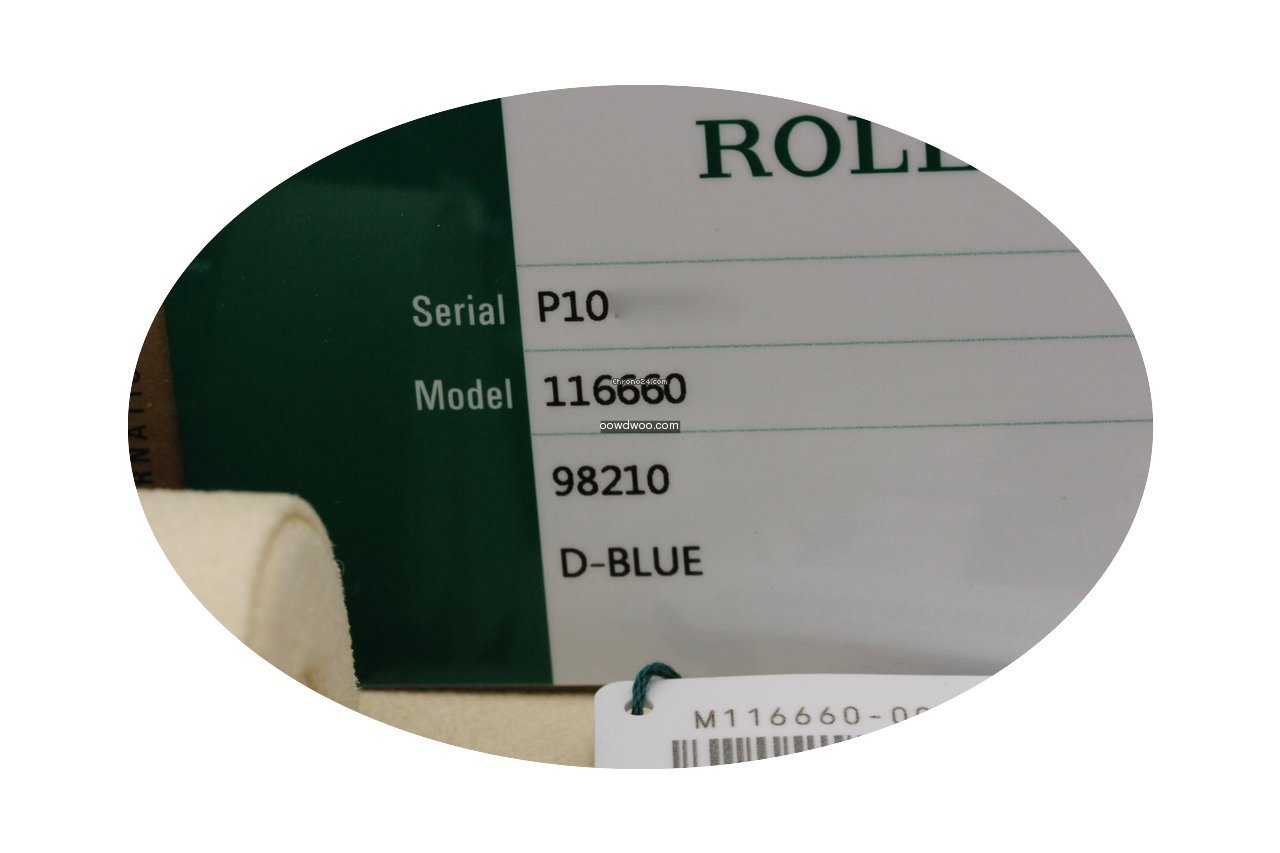 ROLE
Serial P10
Model 116660
Chrono24.com
oowdwoo.com
98210
D-BLUE
M116660-00